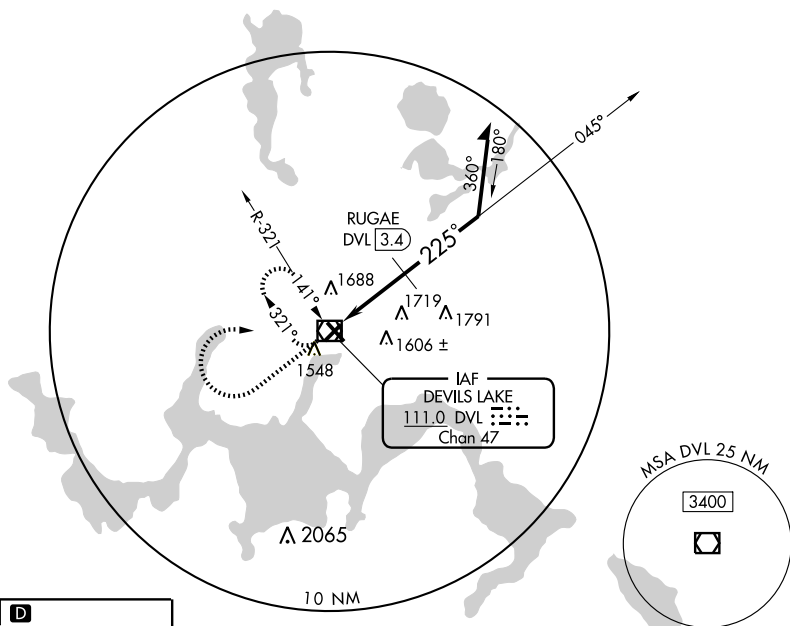 045°
360°
180°
RUGAE
DVL 3.4
225°
R-321
141°
321°
1688
1719
1791
1606 ±
1548
IAF
DEVILS LAKE
111.0 DVL
Chan 47
MSA DVL 25 NM
3400
2065
10 NM
D